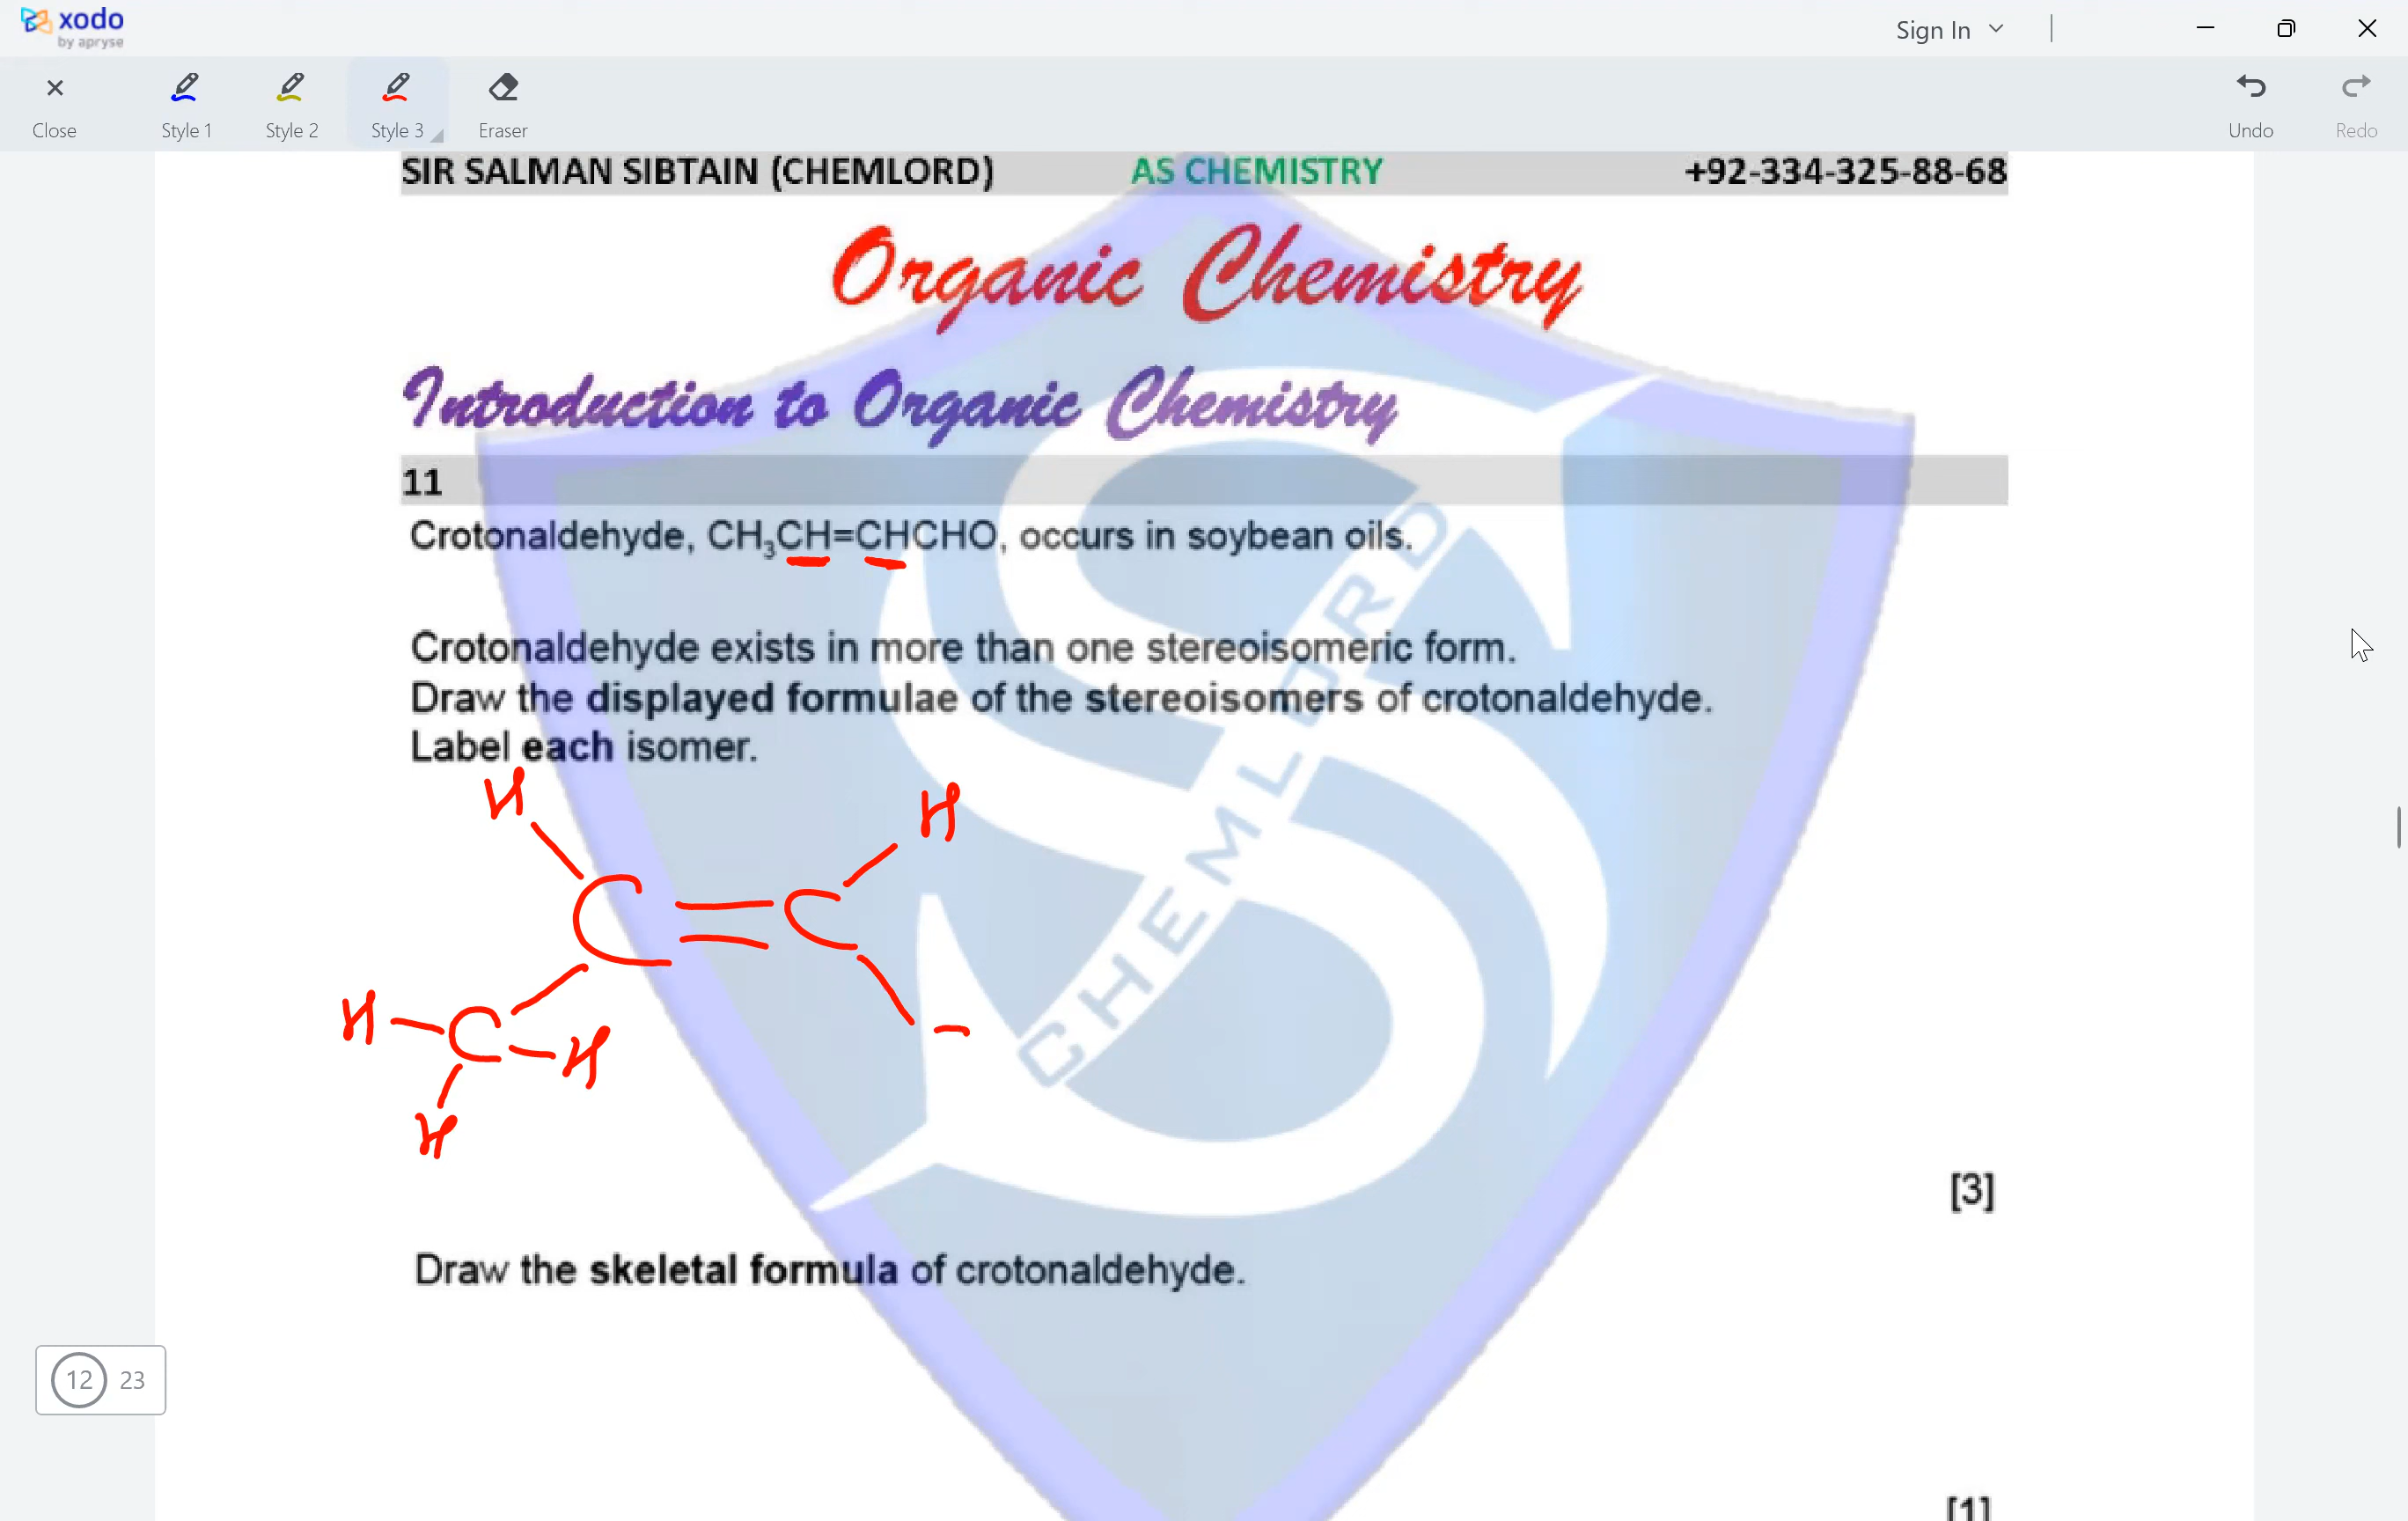 xodo
by apryse
Sign In
Close
Style 1
Style 2
Style 3
Eraser
Undo
Redo
SIR SALMAN SIBTAIN (CHEMLORD) AS CHEMISTRY +92-334-325-88-68
Organic Chemistry
Introduction to Organic Chemistry
11
Crotonaldehyde, CH₃CH=CHCHO, occurs in soybean oils.
Crotonaldehyde exists in more than one stereoisomeric form.
Draw the displayed formulae of the stereoisomers of crotonaldehyde.
Label each isomer.
H
H
C = C
H C H
H
CHEMLORD
[3]
Draw the skeletal formula of crotonaldehyde.
12 23
[1]